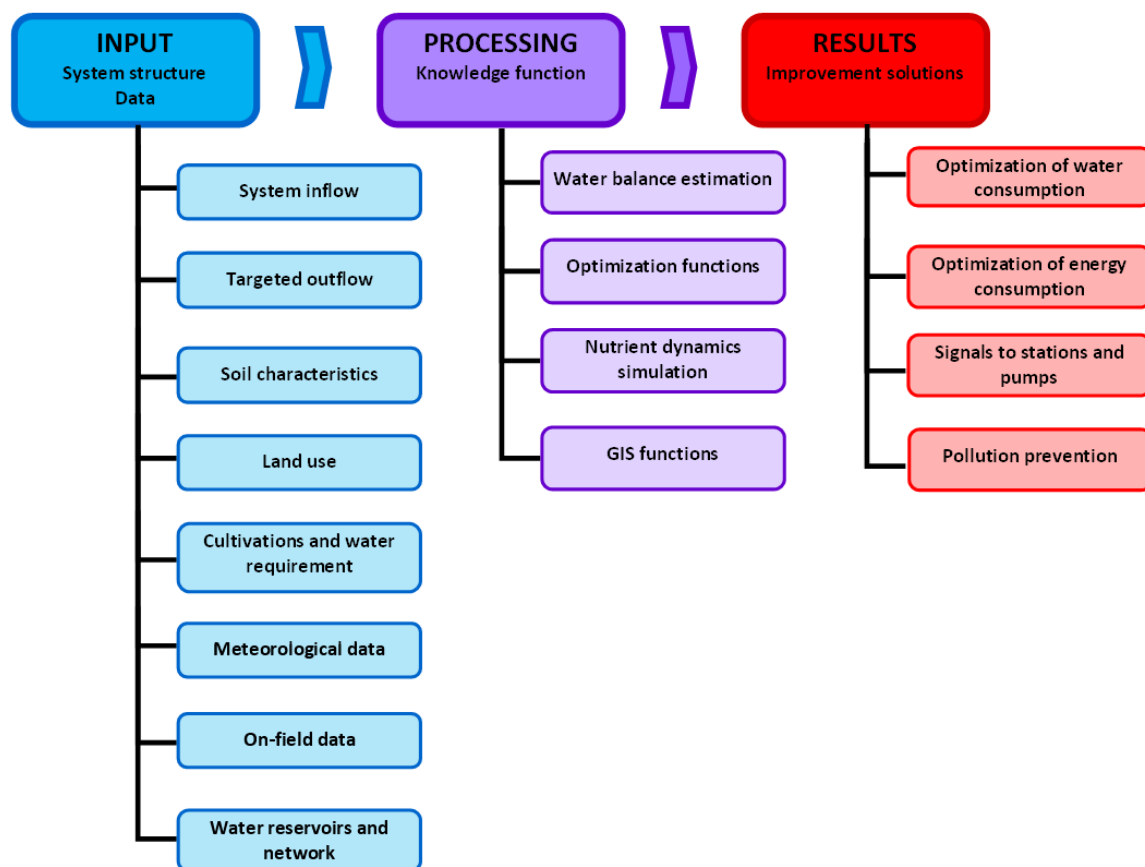 INPUT
System structure
Data
System inflow
Targeted outflow
Soil characteristics
Land use
Cultivations and water
requirement
Meteorological data
On-field data
Water reservoirs and
network
PROCESSING
Knowledge function
Water balance estimation
Optimization functions
Nutrient dynamics
simulation
GIS functions
RESULTS
Improvement solutions
Optimization of water
consumption
Optimization of energy
consumption
Signals to stations and
pumps
Pollution prevention